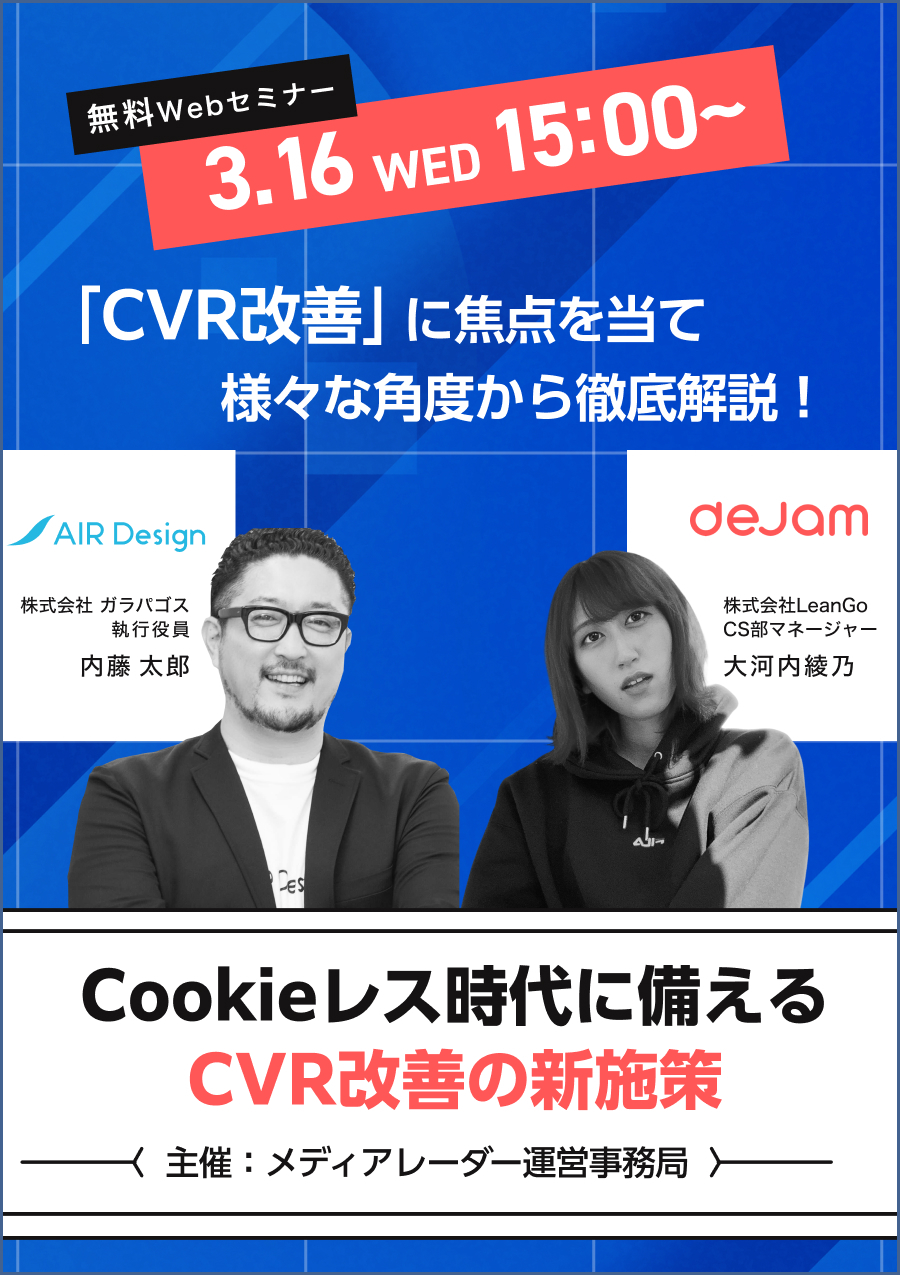 無料Webセミナー
3.16 WED 15:00~
「CVR改善」に焦点を当て
様々な角度から徹底解説！
AIR Design
株式会社 ガラパゴス
執行役員
内藤 太郎
deJam
株式会社LeanGo
CS部マネージャー
大河内綾乃
Cookieレス時代に備える
CVR改善の新施策
主催：メディアレーダー運営事務局